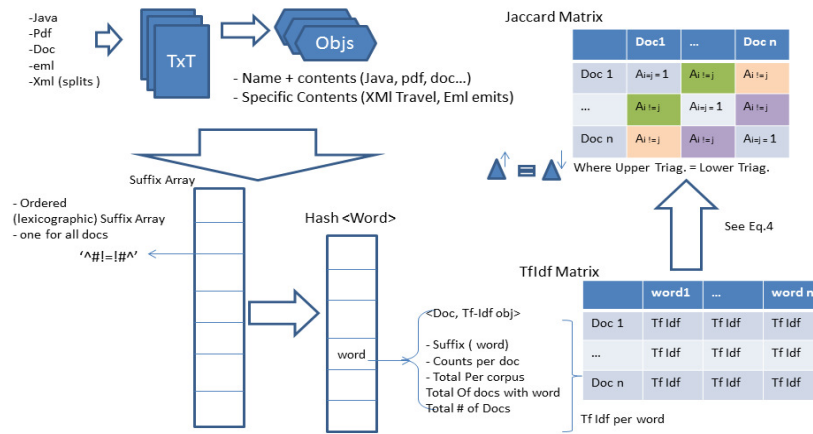 -Java
-Pdf
-Doc
-eml
-Xml (splits )
TxT
Objs
- Name + contents (Java, pdf, doc...)
- Specific Contents (XMl Travel, Eml emits)
Jaccard Matrix
Doc1 ... Doc n
Doc 1 Ai=j = 1 Ai != j Ai != j
... Ai != j Ai=j = 1 Ai != j
Doc n Ai != j Ai != j Ai=j = 1
Where Upper Triag. = Lower Triag.
Suffix Array
- Ordered
(lexicographic) Suffix Array
- one for all docs
‘^#!=!#^’
Hash <Word>
word
See Eq.4
<Doc, Tf-Idf obj>
- Suffix ( word)
- Counts per doc
- Total Per corpus
Total Of docs with word
Total # of Docs
TfIdf Matrix
word1 ... word n
Doc 1 Tf Idf Tf Idf Tf Idf
... Tf Idf Tf Idf Tf Idf
Doc n Tf Idf Tf Idf Tf Idf
Tf Idf per word